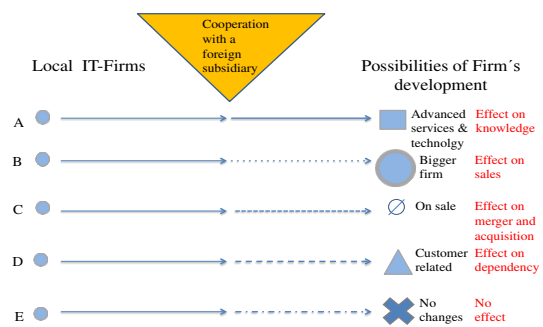 Cooperation
with a
foreign
subsidiary
Local IT-Firms
Possibilities of Firm´s
development
A
Advanced
services &
technolgy
Effect on
knowledge
B
Bigger
firm
Effect on
sales
C
On sale
Effect on
merger and
acquisition
D
Customer
related
Effect on
dependency
E
No
changes
No
effect